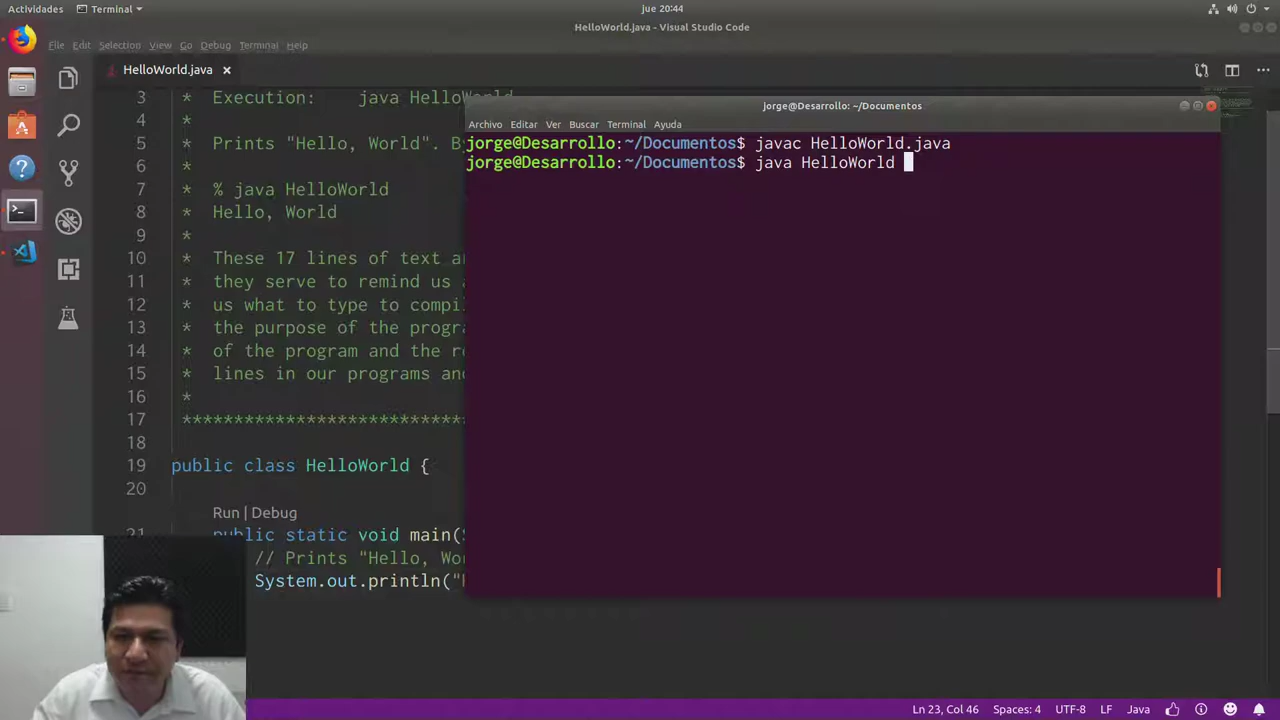 Actividades
Terminal
jue 20:44
HelloWorld.java - Visual Studio Code
File Edit Selection View Go Debug Terminal Help
HelloWorld.java
3 * Execution: java HelloWorld
4 *
5 * Prints "Hello, World". B
6 *
7 * % java HelloWorld
8 * Hello, World
9 *
10 * These 17 lines of text
11 * they serve to remind us
12 * us what to type to
13 * the purpose of the
14 * of the program and the
15 * lines in our programs
16 *
17 ******************************
18
19 public class HelloWorld {
20
Run | Debug
21 public static void main(
// Prints "Hello,
System.out.println("
jorge@Desarrollo: ~/Documentos
Archivo Editar Ver Buscar Terminal Ayuda
jorge@Desarrollo:~/Documentos$ javac HelloWorld.java
jorge@Desarrollo:~/Documentos$ java HelloWorld
Ln 23, Col 46 Spaces: 4 UTF-8 LF Java